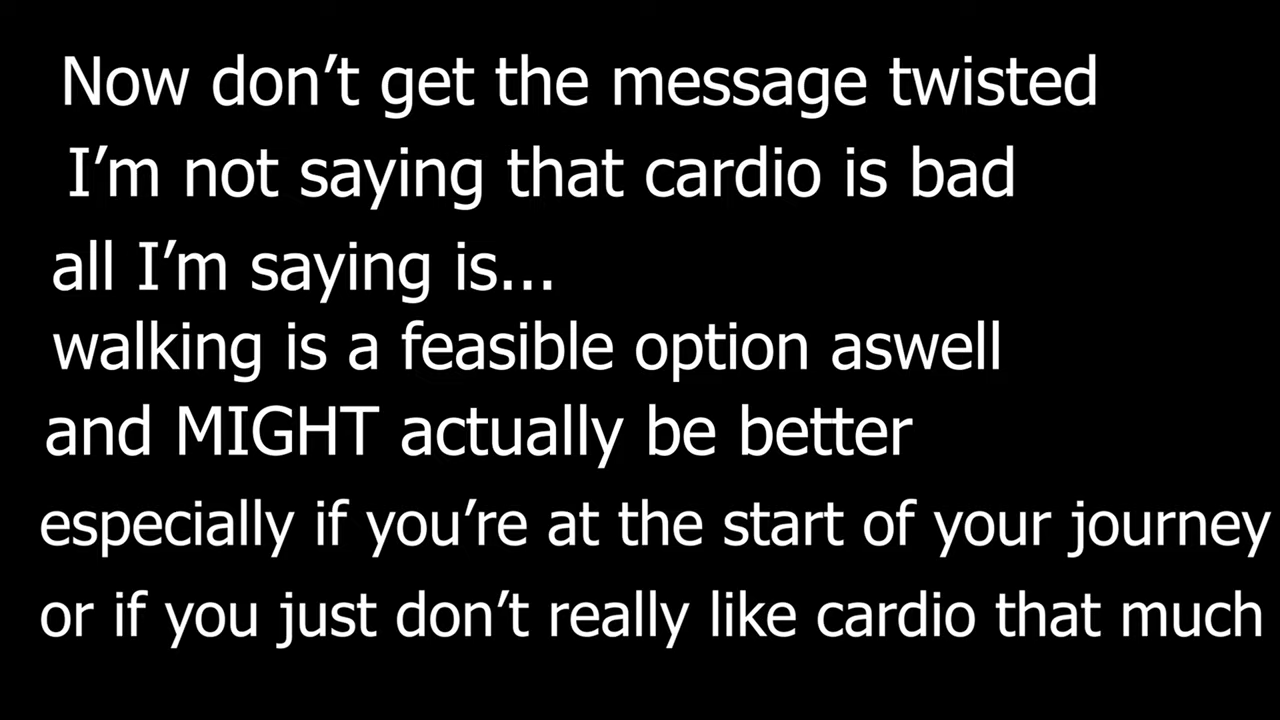 Now don’t get the message twisted
I’m not saying that cardio is bad
all I’m saying is...
walking is a feasible option aswell
and MIGHT actually be better
especially if you’re at the start of your journey
or if you just don’t really like cardio that much